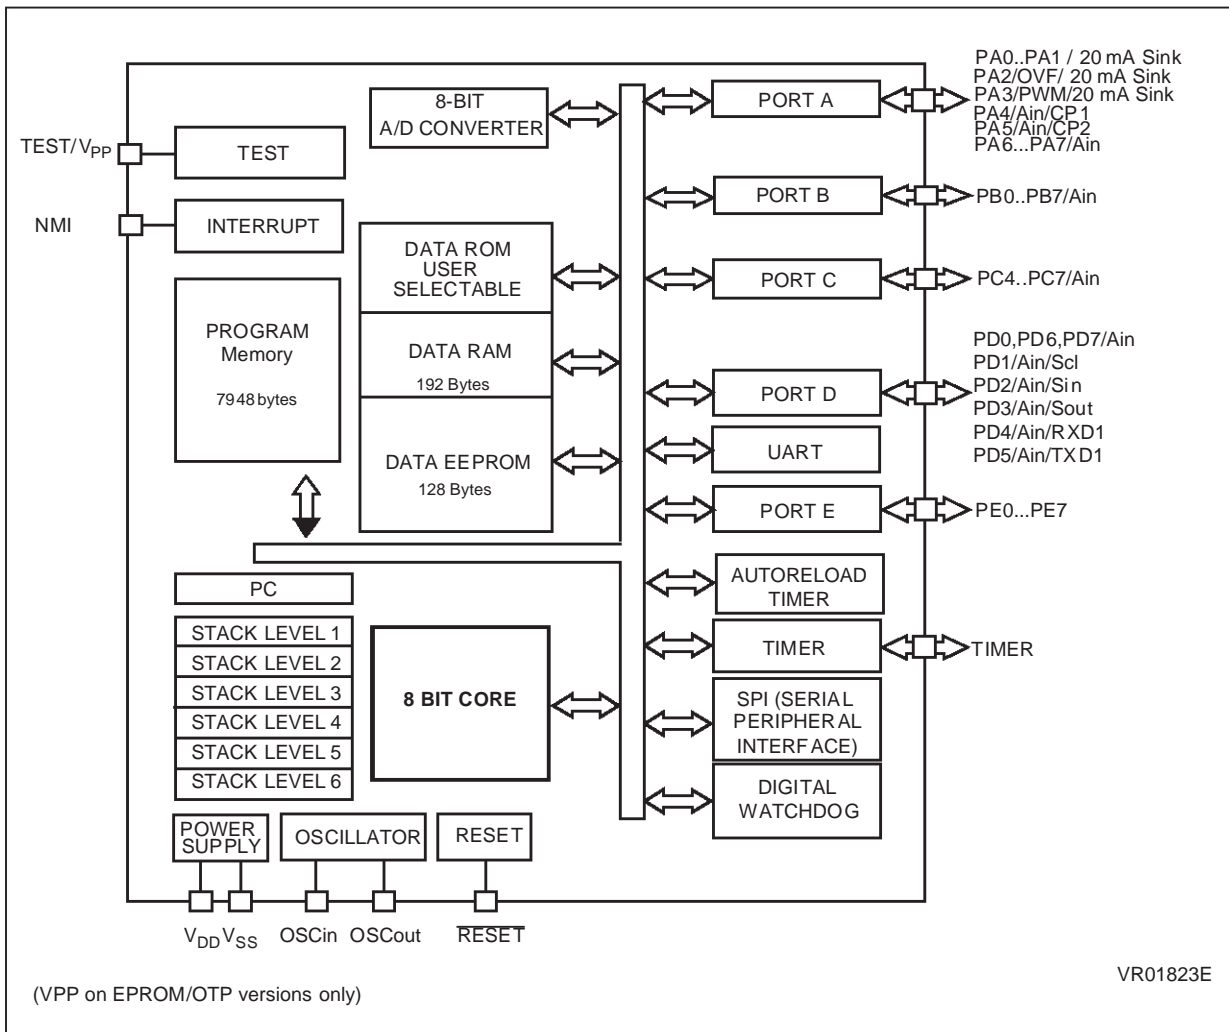 PA0..PA1 / 20 mA Sink
PA2/OVF/ 20 mA Sink
PA3/PWM/20 mA Sink
PA4/Ain/CP1
PA5/Ain/CP2
PA6...PA7/Ain
8-BIT
A/D CONVERTER
PORT A
TEST/VPP
TEST
PORT B
PB0..PB7/Ain
NMI
INTERRUPT
DATA ROM
USER
SELECTABLE
PORT C
PC4..PC7/Ain
PROGRAM
Memory
7948 bytes
DATA RAM
192 Bytes
DATA EEPROM
128 Bytes
PORT D
PD0,PD6,PD7/Ain
PD1/Ain/Scl
PD2/Ain/Sin
PD3/Ain/Sout
PD4/Ain/RXD1
PD5/Ain/TXD1
UART
PORT E
PE0...PE7
PC
AUTORELOAD
TIMER
STACK LEVEL 1
STACK LEVEL 2
STACK LEVEL 3
STACK LEVEL 4
STACK LEVEL 5
STACK LEVEL 6
8 BIT CORE
TIMER
TIMER
SPI (SERIAL
PERIPHERAL
INTERFACE)
DIGITAL
WATCHDOG
POWER
SUPPLY
OSCILLATOR
RESET
VDD VSS
OSCin OSCout
RESET
VR01823E
(VPP on EPROM/OTP versions only)